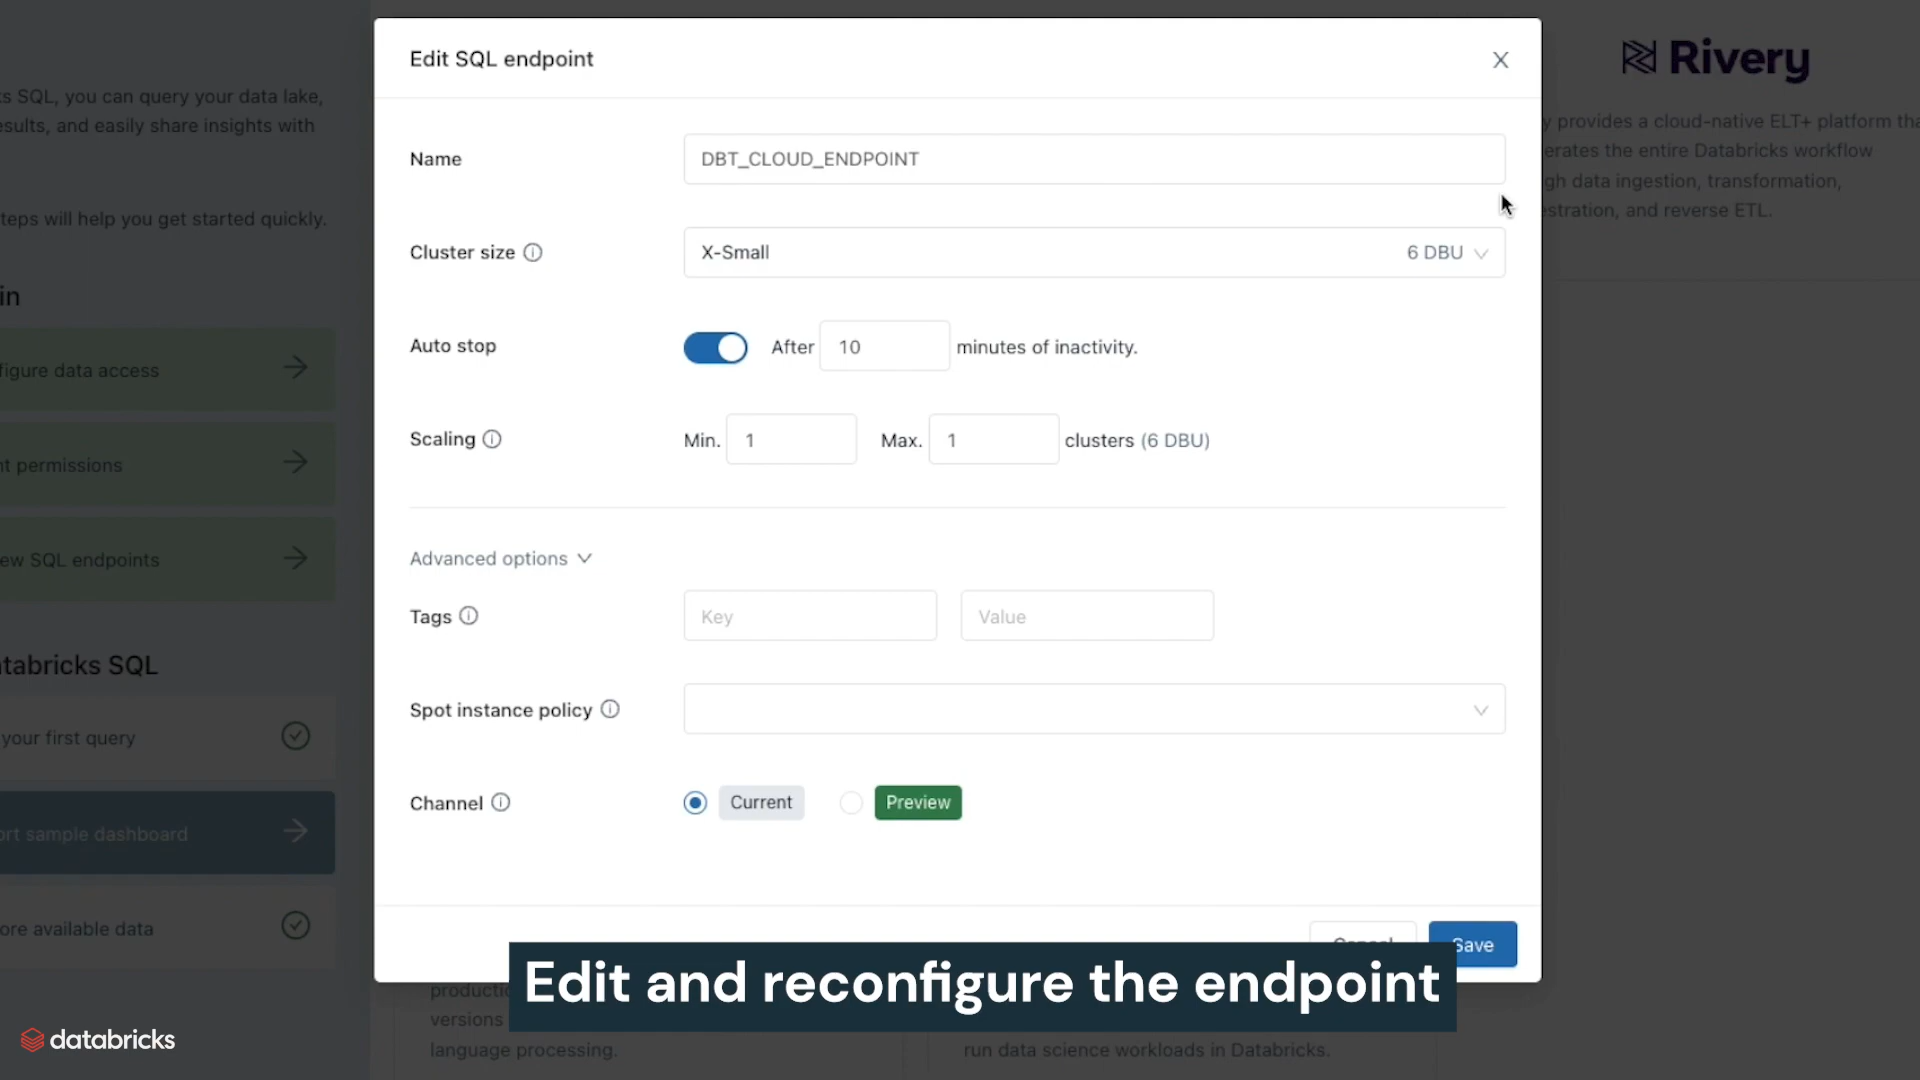 Edit SQL endpoint
Rivery
s SQL, you can query your data lake,
esults, and easily share insights with
y provides a cloud-native ELT+ platform tha
erates the entire Databricks workflow
gh data ingestion, transformation,
estration, and reverse ETL.
Name
DBT_CLOUD_ENDPOINT
teps will help you get started quickly.
Cluster size
X-Small
6 DBU
in
Auto stop
After 10 minutes of inactivity.
figure data access
Scaling
Min. 1 Max. 1 clusters (6 DBU)
nt permissions
Advanced options
ew SQL endpoints
Tags
Key
Value
tabricks SQL
Spot instance policy
your first query
Channel
Current
Preview
ort sample dashboard
ore available data
Cancel
Save
Edit and reconfigure the endpoint
versions
language processing.
run data science workloads in Databricks.
databricks